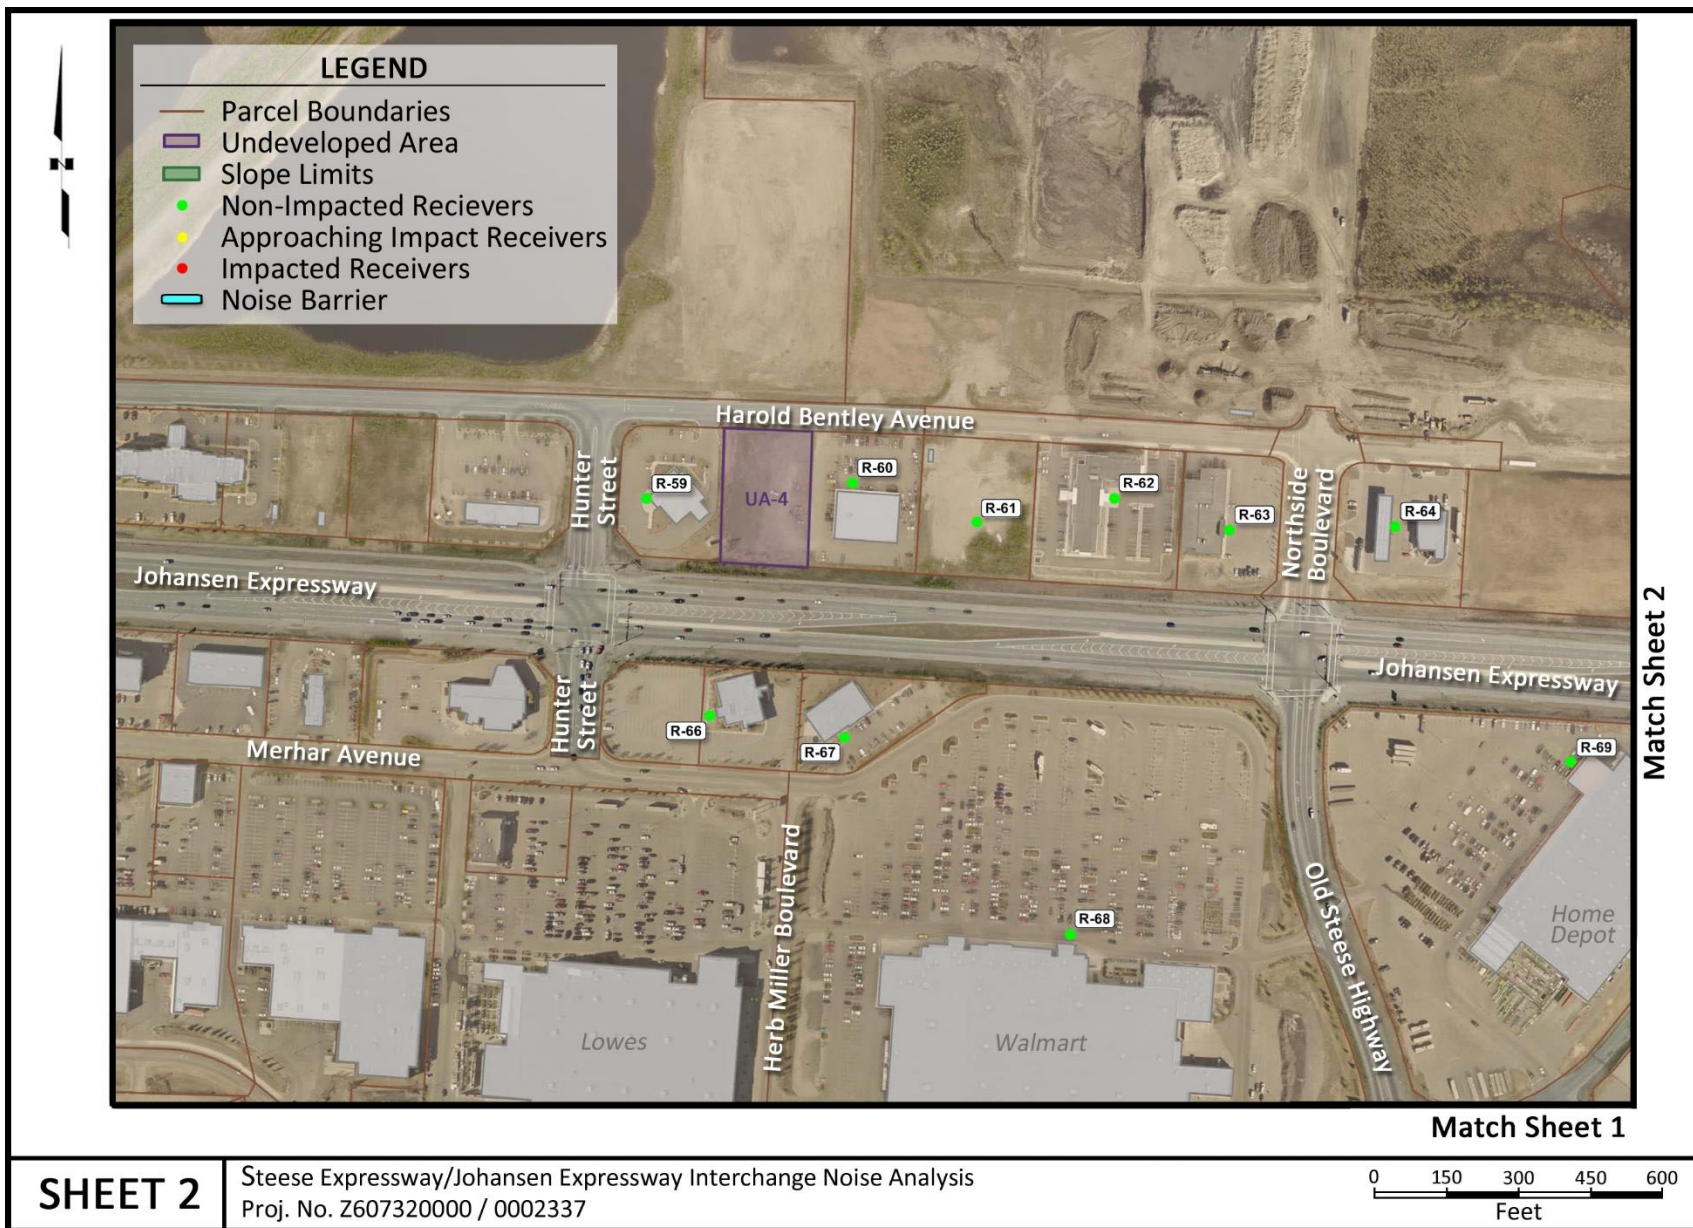 LEGEND
Parcel Boundaries
Undeveloped Area
Slope Limits
Non-Impacted Recievers
Approaching Impact Receivers
Impacted Receivers
Noise Barrier
N
Harold Bentley Avenue
Hunter
Street
R-59
UA-4
R-60
R-61
R-62
R-63
Northside
Boulevard
R-64
Johansen Expressway
Johansen Expressway
Match Sheet 2
Hunter
Street
R-66
R-67
R-69
Merhar Avenue
Herb Miller Boulevard
R-68
Old Steese Highway
Home
Depot
Lowes
Walmart
Match Sheet 1
SHEET 2
Steese Expressway/Johansen Expressway Interchange Noise Analysis
Proj. No. Z607320000 / 0002337
0 150 300 450 600
Feet